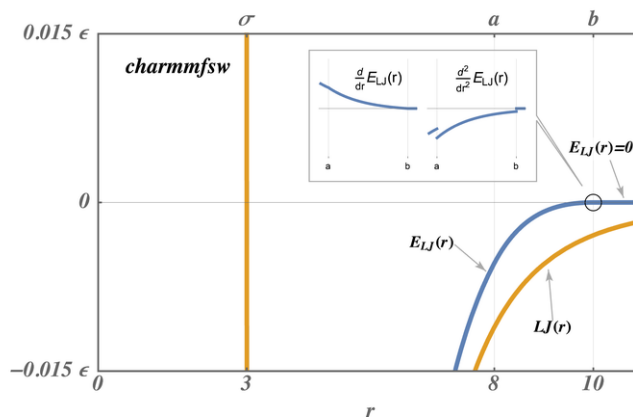 σ a b
0.015 ϵ
charmmfsw
d/dr E_LJ(r) d²/dr² E_LJ(r)
a b a b
E_LJ(r)=0
0
E_LJ(r)
LJ(r)
−0.015 ϵ
0 3 8 10
r